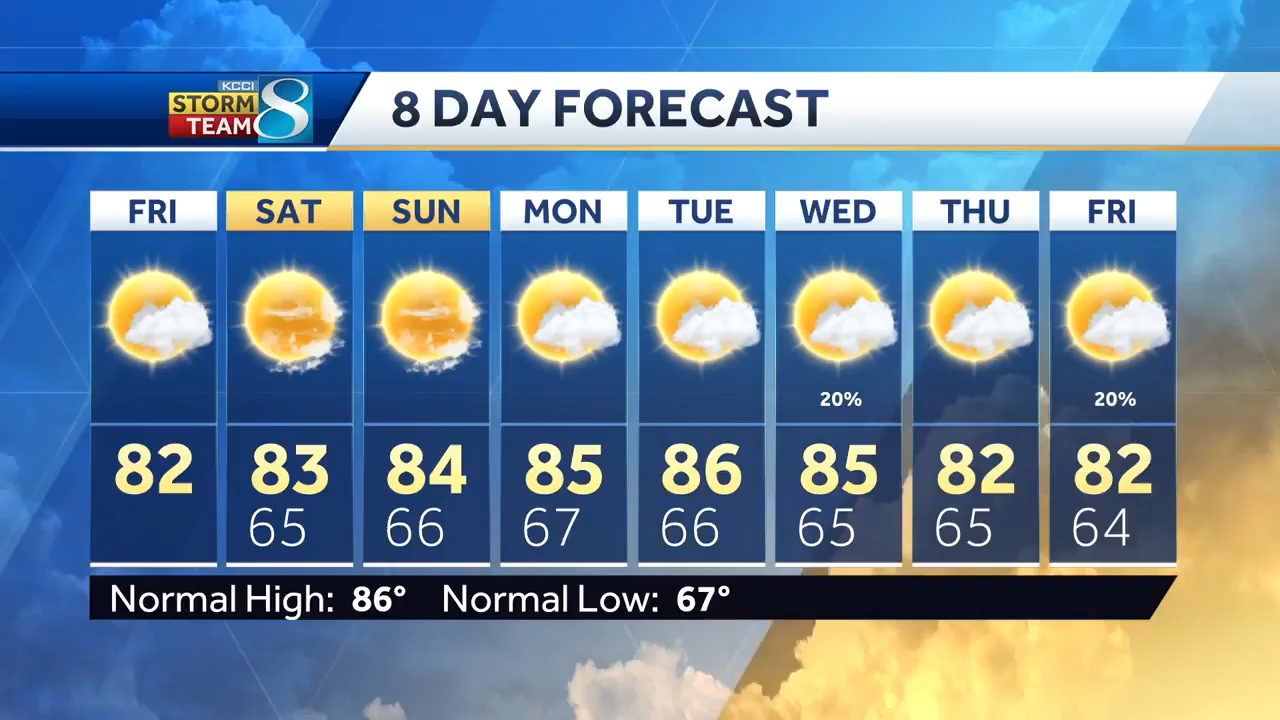 KCCI
STORM
TEAM 8
8 DAY FORECAST
FRI SAT SUN MON TUE WED THU FRI
20% 20%
82 83 84 85 86 85 82 82
65 66 67 66 65 65 64
Normal High: 86° Normal Low: 67°